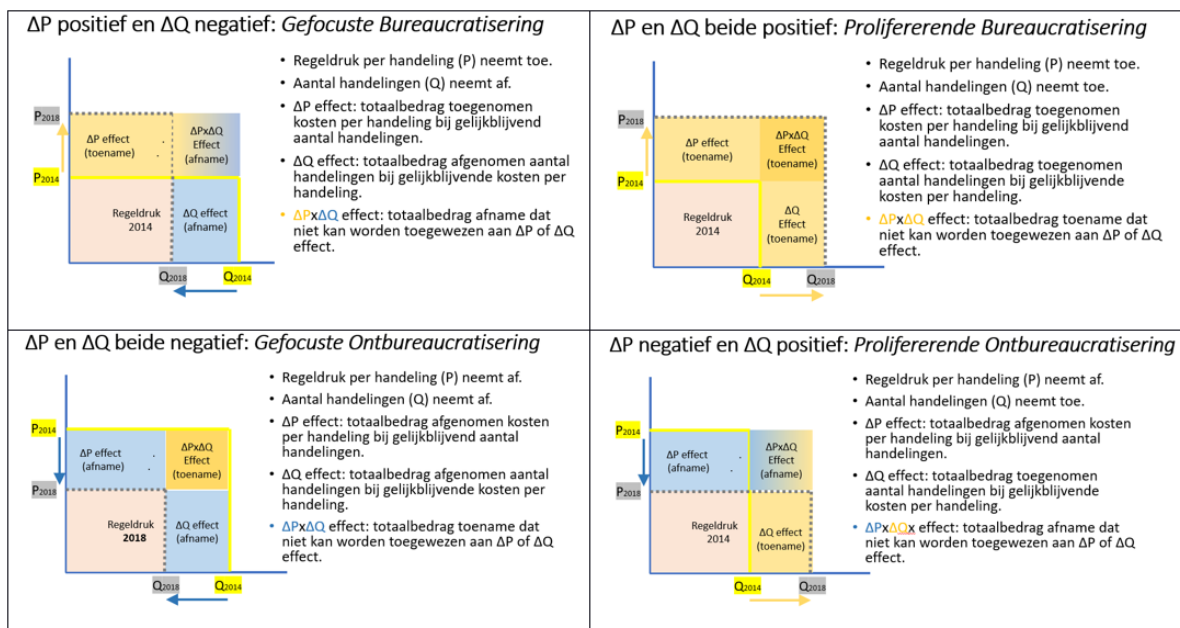 ΔP positief en ΔQ negatief: Gefocuste Bureaucratisering
• Regeldruk per handeling (P) neemt toe.
• Aantal handelingen (Q) neemt af.
• ΔP effect: totaalbedrag toegenomen
kosten per handeling bij gelijkblijvend
aantal handelingen.
• ΔQ effect: totaalbedrag afgenomen aantal
handelingen bij gelijkblijvende kosten per
handeling.
• ΔPxΔQ effect: totaalbedrag afname dat
niet kan worden toegewezen aan ΔP of ΔQ
effect.
P2018
P2014
ΔP effect
(toename)
ΔPxΔQ
Effect
(afname)
Regeldruk
2014
ΔQ effect
(afname)
Q2018
Q2014
ΔP en ΔQ beide positief: Prolifererende Bureaucratisering
• Regeldruk per handeling (P) neemt toe.
• Aantal handelingen (Q) neemt toe.
• ΔP effect: totaalbedrag toegenomen
kosten per handeling bij gelijkblijvend
aantal handelingen.
• ΔQ effect: totaalbedrag toegenomen
aantal handelingen bij gelijkblijvende
kosten per handeling.
• ΔPxΔQ effect: totaalbedrag toename dat
niet kan worden toegewezen aan ΔP of ΔQ
effect.
P2018
P2014
ΔP effect
(toename)
ΔPxΔQ
Effect
(toename)
Regeldruk
2014
ΔQ
Effect
(toename)
Q2014
Q2018
ΔP en ΔQ beide negatief: Gefocuste Ontbureaucratisering
• Regeldruk per handeling (P) neemt af.
• Aantal handelingen (Q) neemt af.
• ΔP effect: totaalbedrag afgenomen kosten
per handeling bij gelijkblijvend aantal
handelingen.
• ΔQ effect: totaalbedrag afgenomen aantal
handelingen bij gelijkblijvende kosten per
handeling.
• ΔPxΔQ effect: totaalbedrag toename dat
niet kan worden toegewezen aan ΔP of ΔQ
effect.
P2014
P2018
ΔP effect
(afname)
ΔPxΔQ
Effect
(toename)
Regeldruk
2018
ΔQ effect
(afname)
Q2018
Q2014
ΔP negatief en ΔQ positief: Prolifererende Ontbureaucratisering
• Regeldruk per handeling (P) neemt af.
• Aantal handelingen (Q) neemt toe.
• ΔP effect: totaalbedrag afgenomen kosten
per handeling bij gelijkblijvend aantal
handelingen.
• ΔQ effect: totaalbedrag toegenomen
aantal handelingen bij gelijkblijvende
kosten per handeling.
• ΔPxΔQx effect: totaalbedrag afname dat
niet kan worden toegewezen aan ΔP of ΔQ
effect.
P2014
P2018
ΔP effect
(afname)
ΔPxΔQ
Effect
(afname)
Regeldruk
2014
ΔQ effect
(toename)
Q2014
Q2018